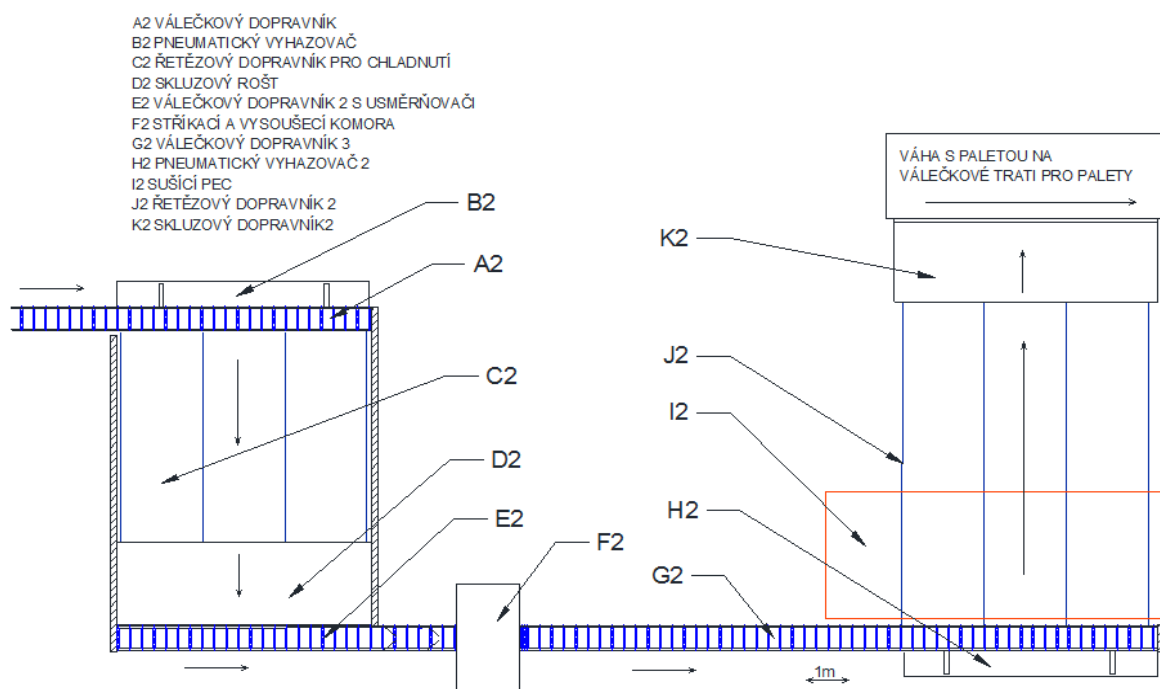 A2 VÁLEČKOVÝ DOPRAVNÍK
B2 PNEUMATICKÝ VYHAZOVAČ
C2 ŘETĚZOVÝ DOPRAVNÍK PRO CHLADNUTÍ
D2 SKLUZOVÝ ROŠT
E2 VÁLEČKOVÝ DOPRAVNÍK 2 S USMĚRŇOVAČI
F2 STŘÍKACÍ A VYSOUŠECÍ KOMORA
G2 VÁLEČKOVÝ DOPRAVNÍK 3
H2 PNEUMATICKÝ VYHAZOVAČ 2
I2 SUŠÍCÍ PEC
J2 ŘETĚZOVÝ DOPRAVNÍK 2
K2 SKLUZOVÝ DOPRAVNÍK2
VÁHA S PALETOU NA
VÁLEČKOVÉ TRATI PRO PALETY
B2
K2
A2
J2
C2
I2
D2
H2
E2
F2
G2
1m